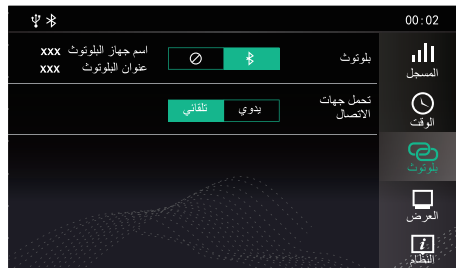 00:02
بلوتوث
اسم جهاز البلوتوث xxx
عنوان البلوتوث xxx
تحمل جهات
الاتصال
يدوي
تلقائي
المسجل
الوقت
بلوتوث
العرض
النظام